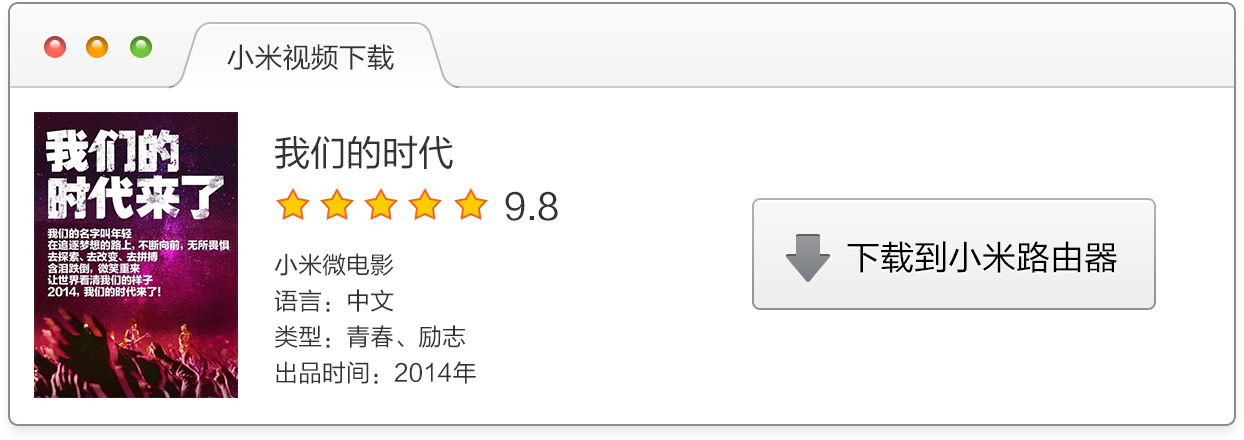 小米视频下载
我们的
时代来了
我们的名字叫年轻
在追逐梦想的路上，不断向前，无所畏惧
去探索、去改变、去拼搏
含泪跌倒，微笑重来
让世界看清我们的样子
2014，我们的时代来了！
我们的时代
9.8
小米微电影
语言：中文
类型：青春、励志
出品时间：2014年
下载到小米路由器